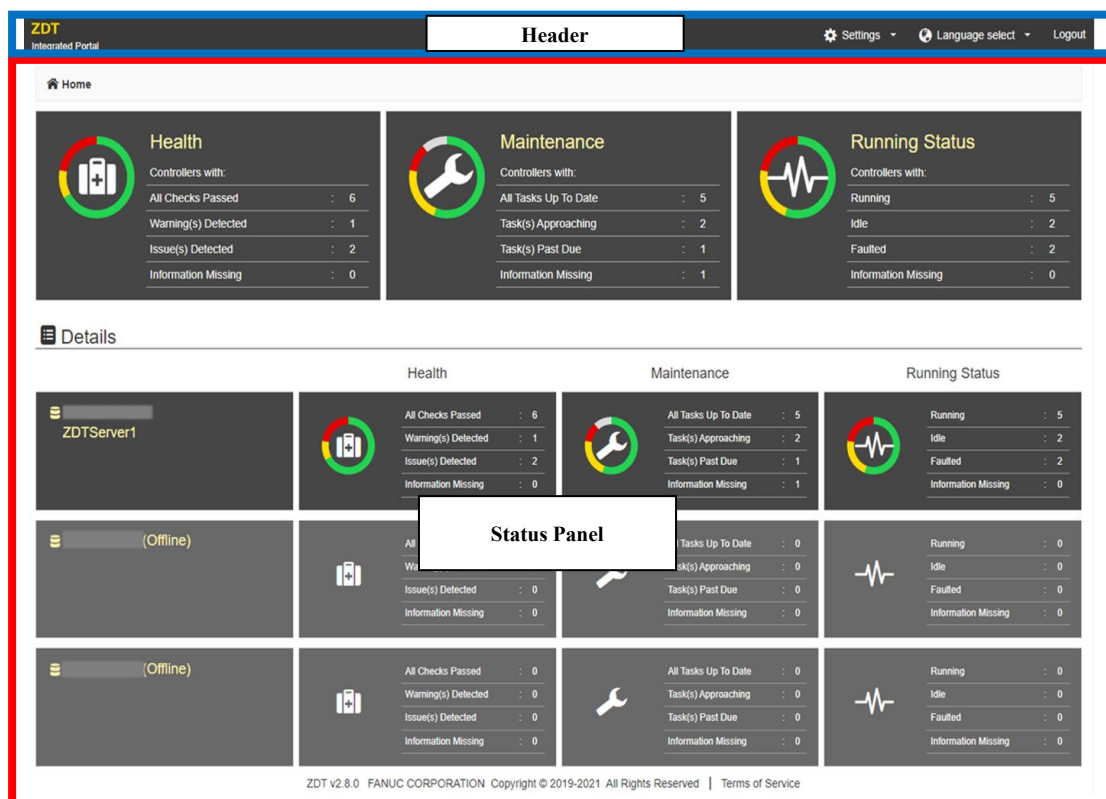 ZDT
Integrated Portal
Header
Settings
Language select
Logout
Home
Health
Controllers with:
All Checks Passed : 6
Warning(s) Detected : 1
Issue(s) Detected : 2
Information Missing : 0
Maintenance
Controllers with:
All Tasks Up To Date : 5
Task(s) Approaching : 2
Task(s) Past Due : 1
Information Missing : 1
Running Status
Controllers with:
Running : 5
Idle : 2
Faulted : 2
Information Missing : 0
Details
Health Maintenance Running Status
ZDTServer1
All Checks Passed : 6
Warning(s) Detected : 1
Issue(s) Detected : 2
Information Missing : 0
All Tasks Up To Date : 5
Task(s) Approaching : 2
Task(s) Past Due : 1
Information Missing : 1
Running : 5
Idle : 2
Faulted : 2
Information Missing : 0
Status Panel
(Offline)
All
Issue(s) Detected : 0
Information Missing : 0
Tasks Up To Date : 0
Approaching : 0
Task(s) Past Due : 0
Information Missing : 0
Running : 0
Idle : 0
Faulted : 0
Information Missing : 0
(Offline)
All Checks Passed : 0
Warning(s) Detected : 0
Issue(s) Detected : 0
Information Missing : 0
All Tasks Up To Date : 0
Task(s) Approaching : 0
Task(s) Past Due : 0
Information Missing : 0
Running : 0
Idle : 0
Faulted : 0
Information Missing : 0
ZDT v2.8.0 FANUC CORPORATION Copyright © 2019-2021 All Rights Reserved | Terms of Service